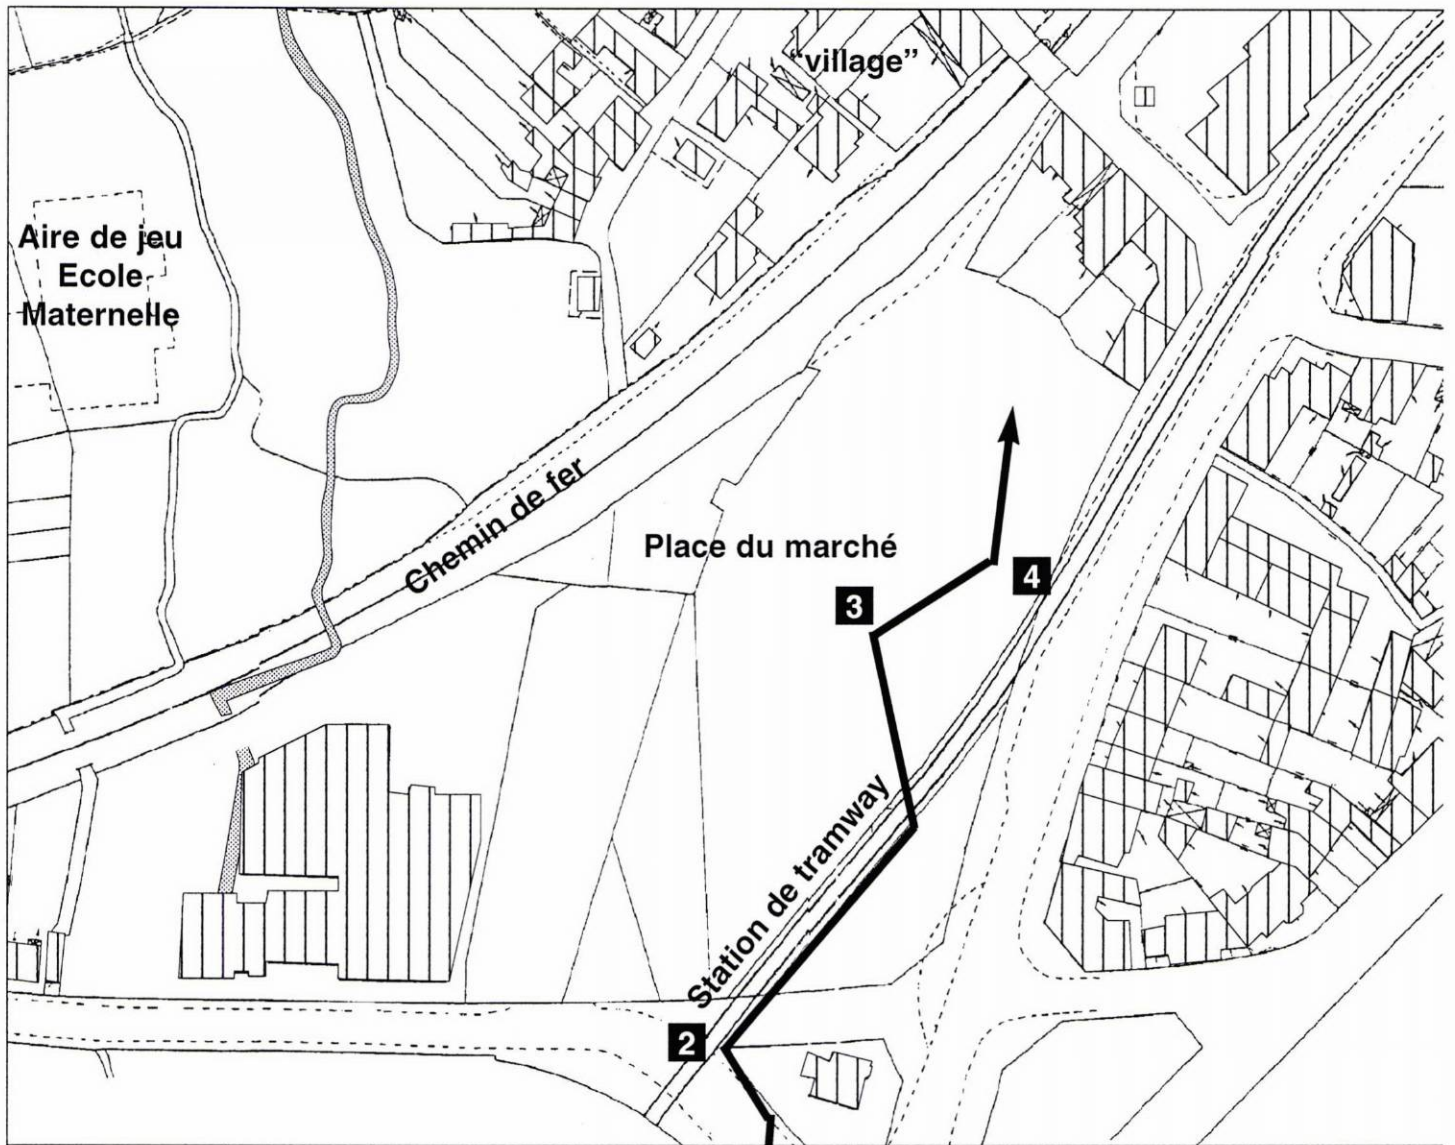 “village”
Aire de jeu
Ecole
Maternelle
Chemin de fer
Place du marché
4
3
Station de tramway
2